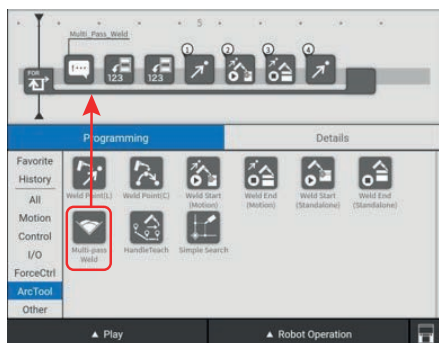 5
Multi_Pass_Weld
1 2 3 4
FOR 123 123
Programming Details
Favorite
History
All
Motion
Control
I/O
ForceCtrl
ArcTool
Other
Weld Point(L) Weld Point(C) Weld Start Weld End Weld Start Weld End
(Motion) (Motion) (Standalone) (Standalone)
Multi-pass HandleTeach Simple Search
Weld
▲ Play ▲ Robot Operation